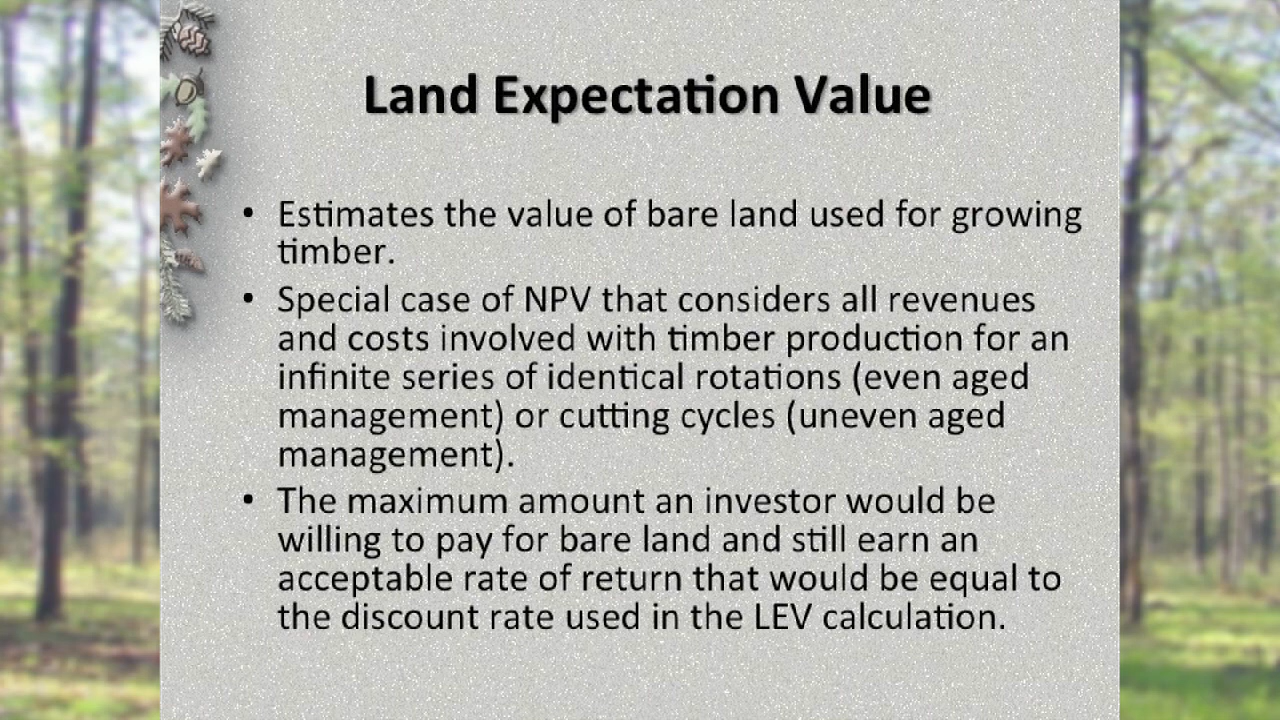 Land Expectation Value
• Estimates the value of bare land used for growing
timber.
• Special case of NPV that considers all revenues
and costs involved with timber production for an
infinite series of identical rotations (even aged
management) or cutting cycles (uneven aged
management).
• The maximum amount an investor would be
willing to pay for bare land and still earn an
acceptable rate of return that would be equal to
the discount rate used in the LEV calculation.